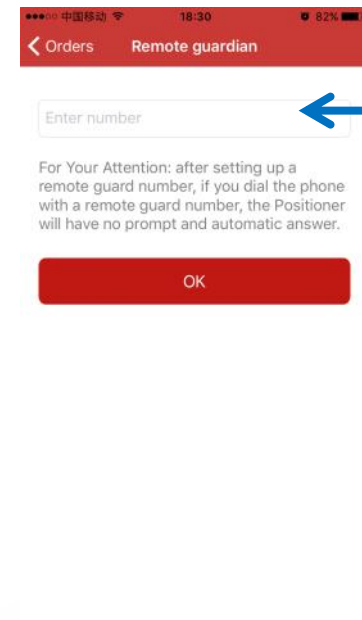 中国移动 18:30 82%
Orders Remote guardian
Enter number
For Your Attention: after setting up a
remote guard number, if you dial the phone
with a remote guard number, the Positioner
will have no prompt and automatic answer.
OK